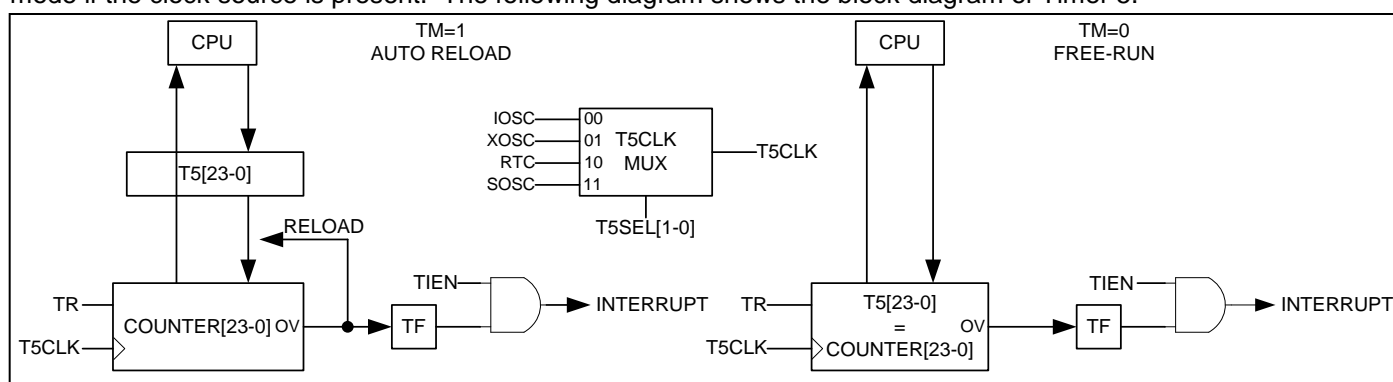 mode if the clock source is present. The following diagram shows the block diagram of Timer 5.
CPU
TM=1
AUTO RELOAD
T5[23-0]
RELOAD
TR
T5CLK
COUNTER[23-0] OV
TF
TIEN
INTERRUPT
IOSC
XOSC
RTC
SOSC
00
01
10
11
T5CLK
MUX
T5CLK
T5SEL[1-0]
CPU
TM=0
FREE-RUN
TR
T5CLK
T5[23-0]
=
COUNTER[23-0]
OV
TF
TIEN
INTERRUPT